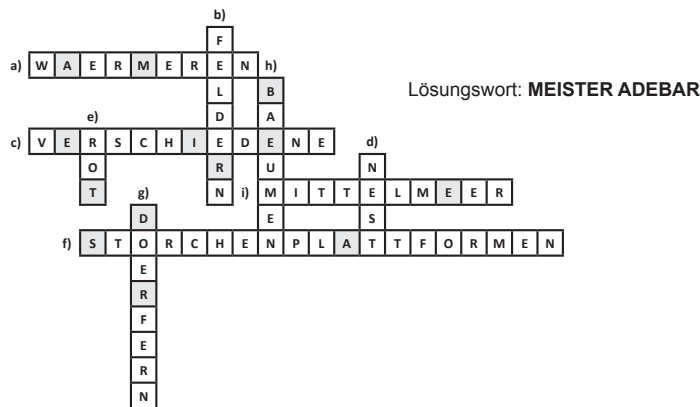 b)
F
a) W A E R M E R E N h)
L B Lösungswort: MEISTER ADEBAR
e) D A
c) V E R S C H I E D E N E d)
O R U N
T g) N i) M I T T E L M E E R
D E S
f) S T O R C H E N P L A T T F O R M E N
E
R
F
E
R
N